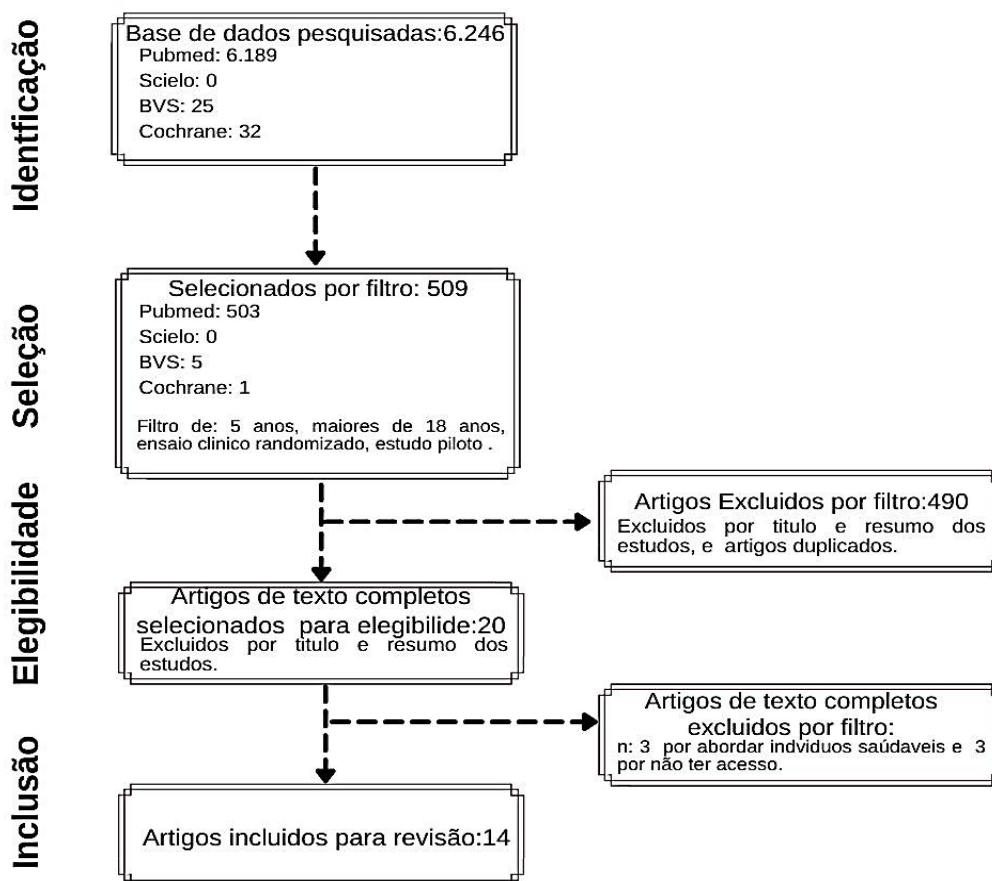 Identficação
Base de dados pesquisadas:6.246
Pubmed: 6.189
Scielo: 0
BVS: 25
Cochrane: 32
Seleção
Selecionados por filtro: 509
Pubmed: 503
Scielo: 0
BVS: 5
Cochrane: 1
Filtro de: 5 anos, maiores de 18 anos,
ensaio clinico randomizado, estudo piloto .
Elegibilidade
Artigos Excluidos por filtro:490
Excluidos por titulo e resumo dos
estudos, e artigos duplicados.
Artigos de texto completos
selecionados para elegibilide:20
Excluidos por titulo e resumo dos
estudos.
Artigos de texto completos
excluidos por filtro:
n: 3 por abordar indviduos saúdaveis e 3
por não ter acesso.
Inclusão
Artigos incluidos para revisão:14